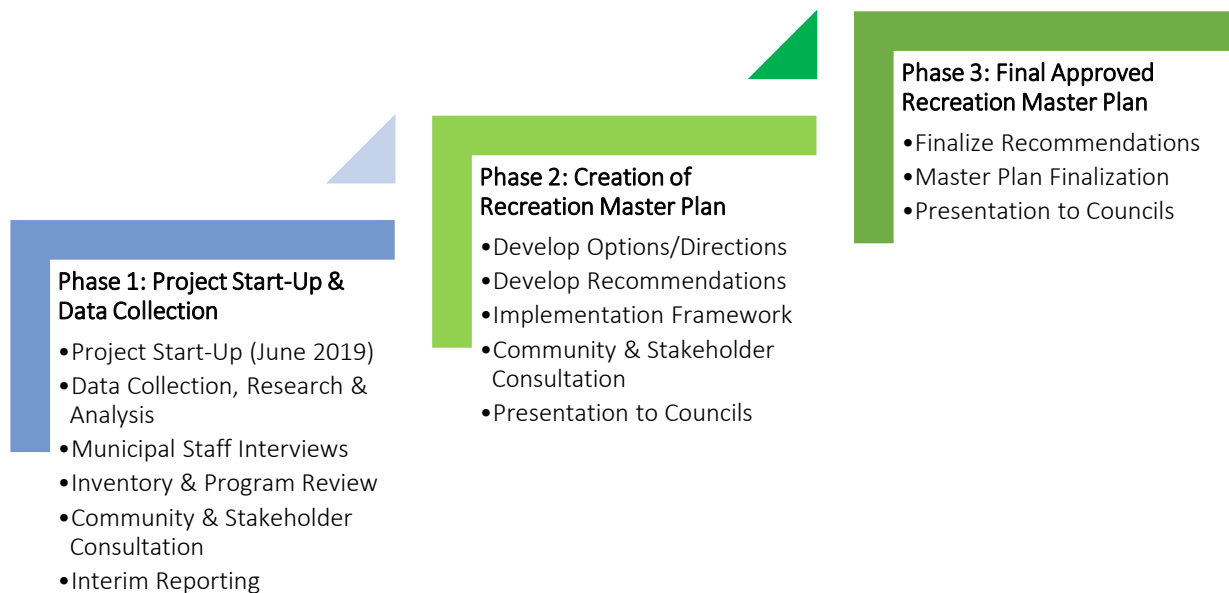 Phase 1: Project Start-Up &
Data Collection
•Project Start-Up (June 2019)
•Data Collection, Research &
Analysis
•Municipal Staff Interviews
•Inventory & Program Review
•Community & Stakeholder
Consultation
•Interim Reporting
Phase 2: Creation of
Recreation Master Plan
•Develop Options/Directions
•Develop Recommendations
•Implementation Framework
•Community & Stakeholder
Consultation
•Presentation to Councils
Phase 3: Final Approved
Recreation Master Plan
•Finalize Recommendations
•Master Plan Finalization
•Presentation to Councils